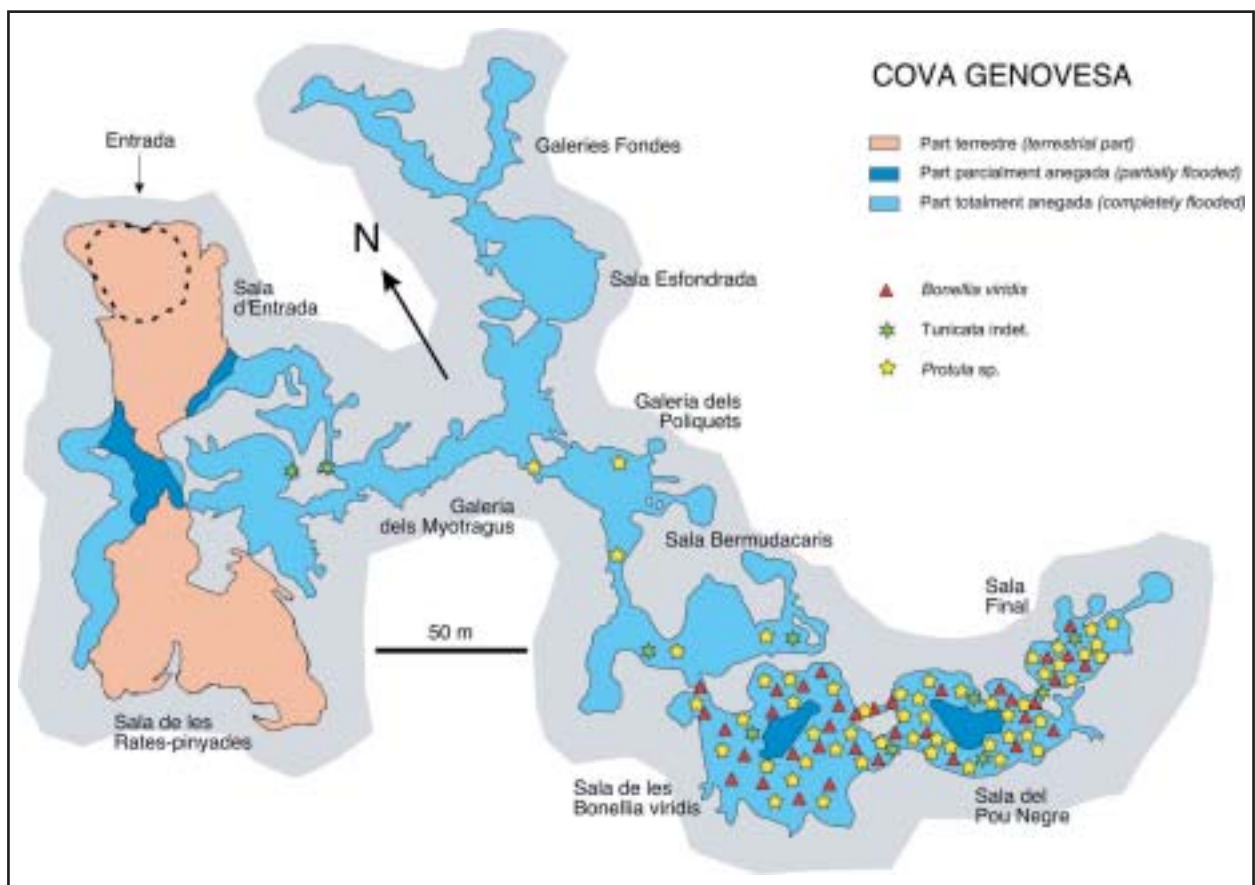 COVA GENOVESA
Part terrestre (terrestrial part)
Part parcialment anegada (partially flooded)
Part totalment anegada (completely flooded)
Bonellia viridis
Tunicata indet.
Protula sp.
Entrada
Galeries Fondes
N
Sala
d'Entrada
Sala Esfondrada
Galeria dels
Poliquets
Galeria
dels Myotragus
Sala Bermudacaris
Sala
Final
50 m
Sala de les
Rates-pinyades
Sala de les
Bonellia viridis
Sala del
Pou Negre